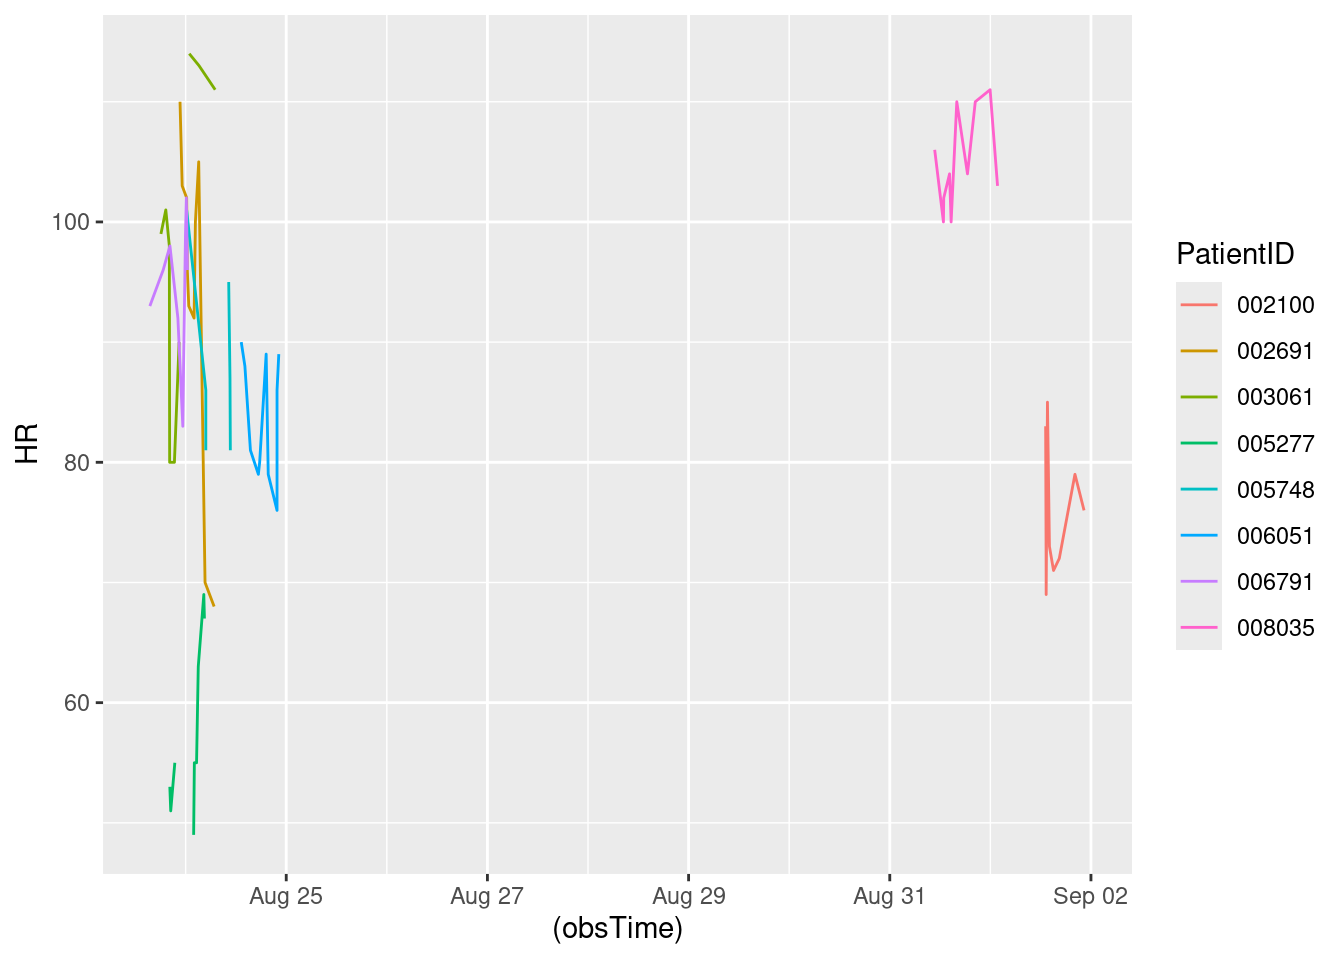 HR
100
80
60
Aug 25
Aug 27
Aug 29
Aug 31
Sep 02
(obsTime)
PatientID
002100
002691
003061
005277
005748
006051
006791
008035